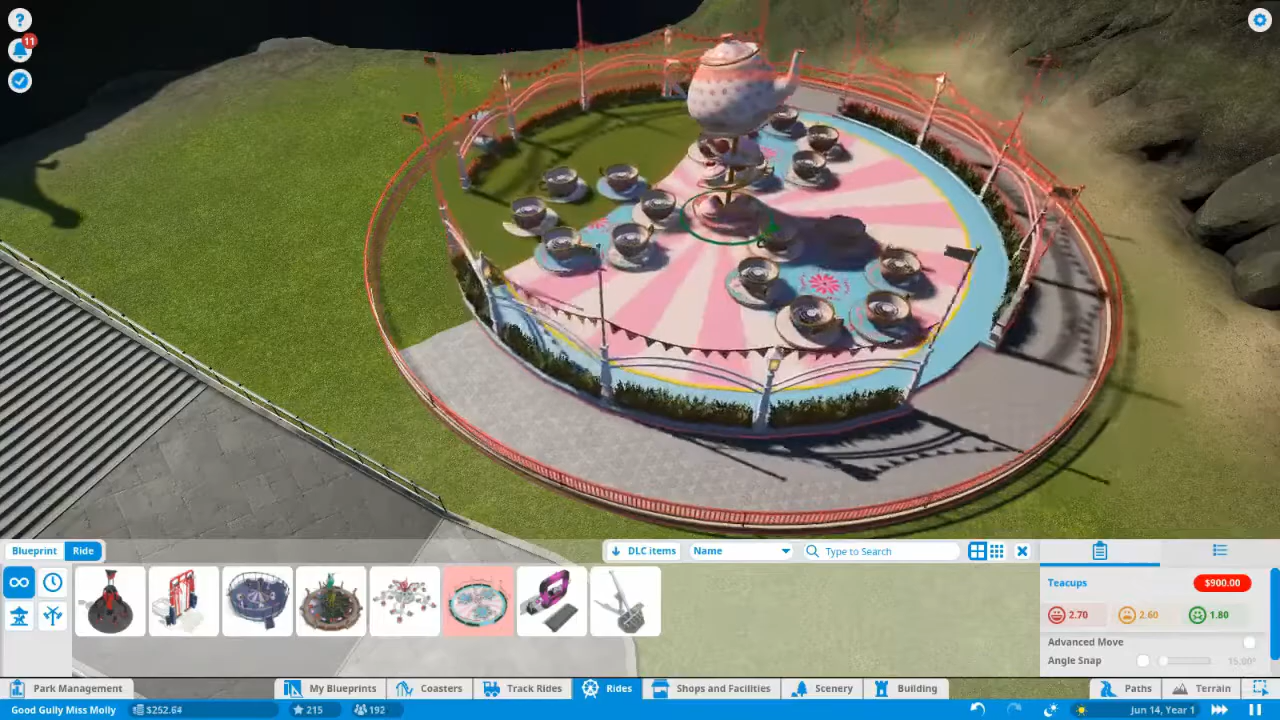 ?
11
Blueprint
Ride
DLC items
Name
Type to Search
Teacups
$900.00
2.70
2.60
1.80
Advanced Move
Angle Snap
15.00°
Park Management
My Blueprints
Coasters
Track Rides
Rides
Shops and Facilities
Scenery
Building
Paths
Terrain
Good Gully Miss Molly
$252.64
215
192
Jun 14, Year 1